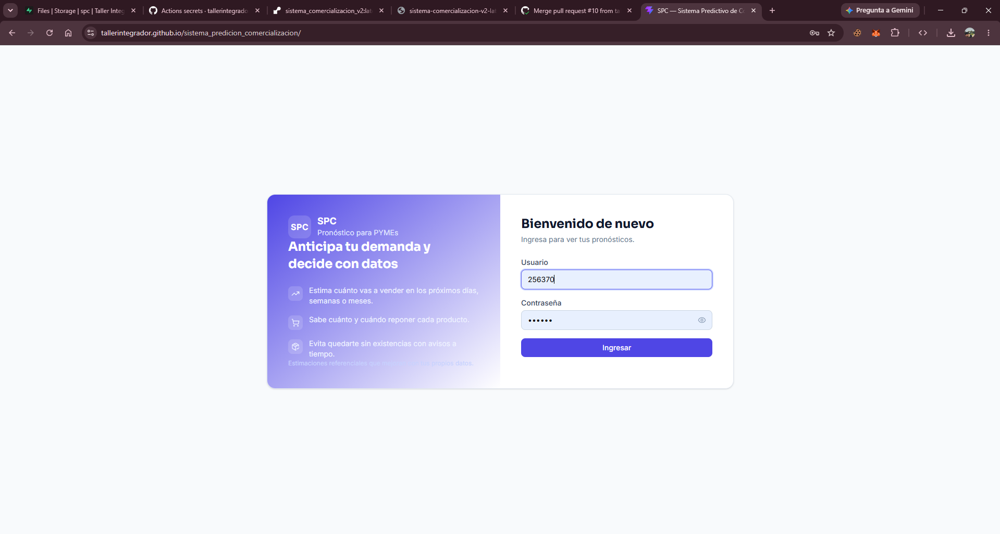 Files | Storage | spc | Taller Integ
Actions secrets · tallerintegrado
sistema_comercializacion_v2:lat
sistema-comercializacion-v2-lat
Merge pull request #10 from ta
SPC — Sistema Predictivo de Co
Pregunta a Gemini
tallerintegrador.github.io/sistema_predicion_comercializacion/
SPC
SPC
Pronóstico para PYMEs
Anticipa tu demanda y
decide con datos
Estima cuánto vas a vender en los próximos días,
semanas o meses.
Sabe cuánto y cuándo reponer cada producto.
Evita quedarte sin existencias con avisos a
tiempo.
Estimaciones referenciales que tus propios datos.
Bienvenido de nuevo
Ingresa para ver tus pronósticos.
Usuario
256370
Contraseña
••••••
Ingresar